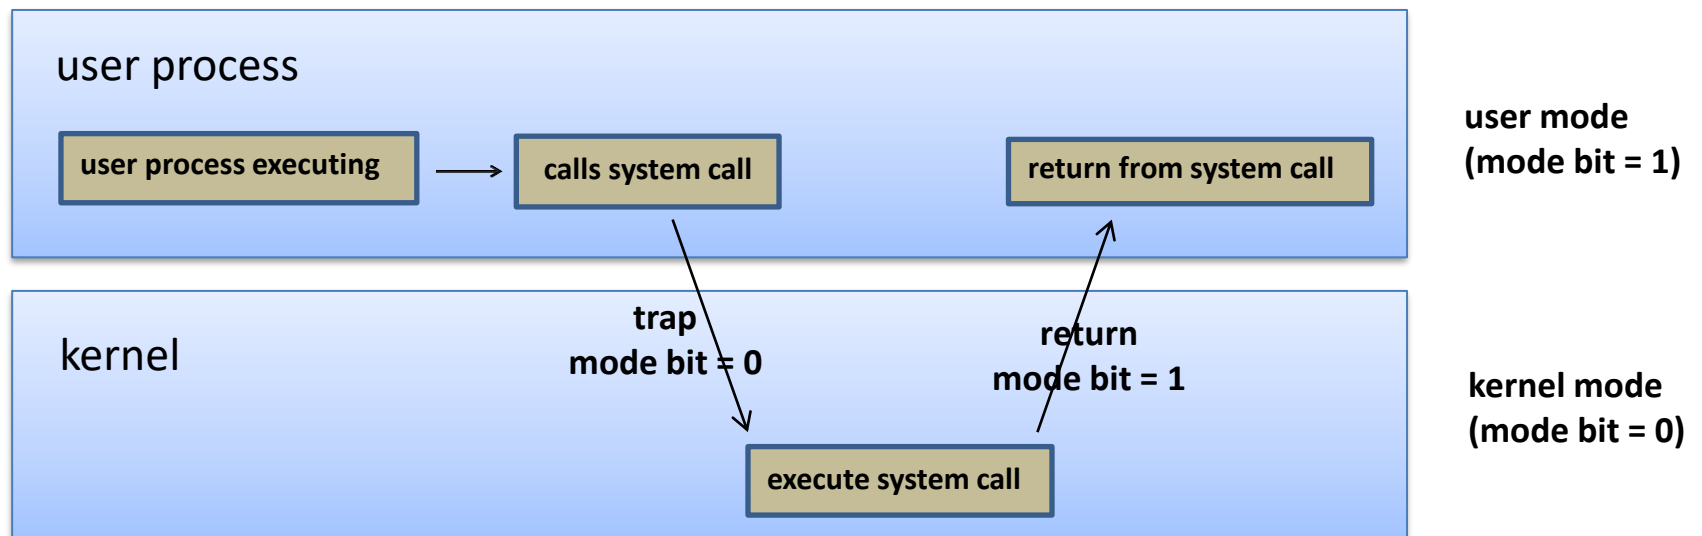 user process
user process executing
calls system call
return from system call
user mode
(mode bit = 1)
kernel
trap
mode bit = 0
return
mode bit = 1
kernel mode
(mode bit = 0)
execute system call